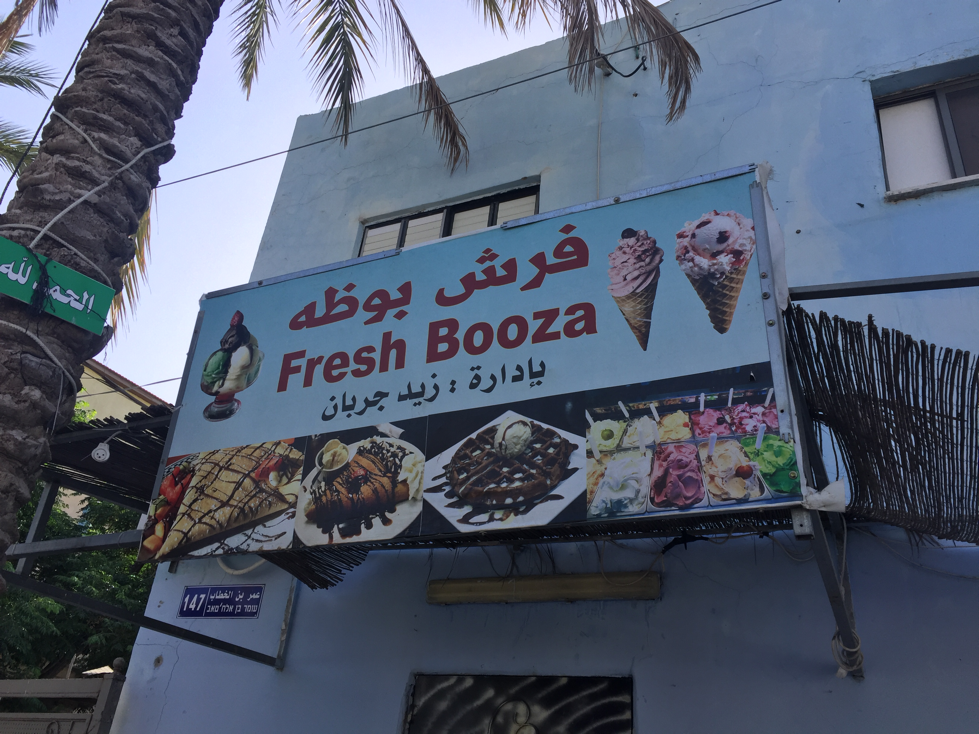 الحمد لله
فرش بوظه
Fresh Booza
بإدارة : زيد جربان
147
عمر بن الخطاب
עומר בן אלח'טאב